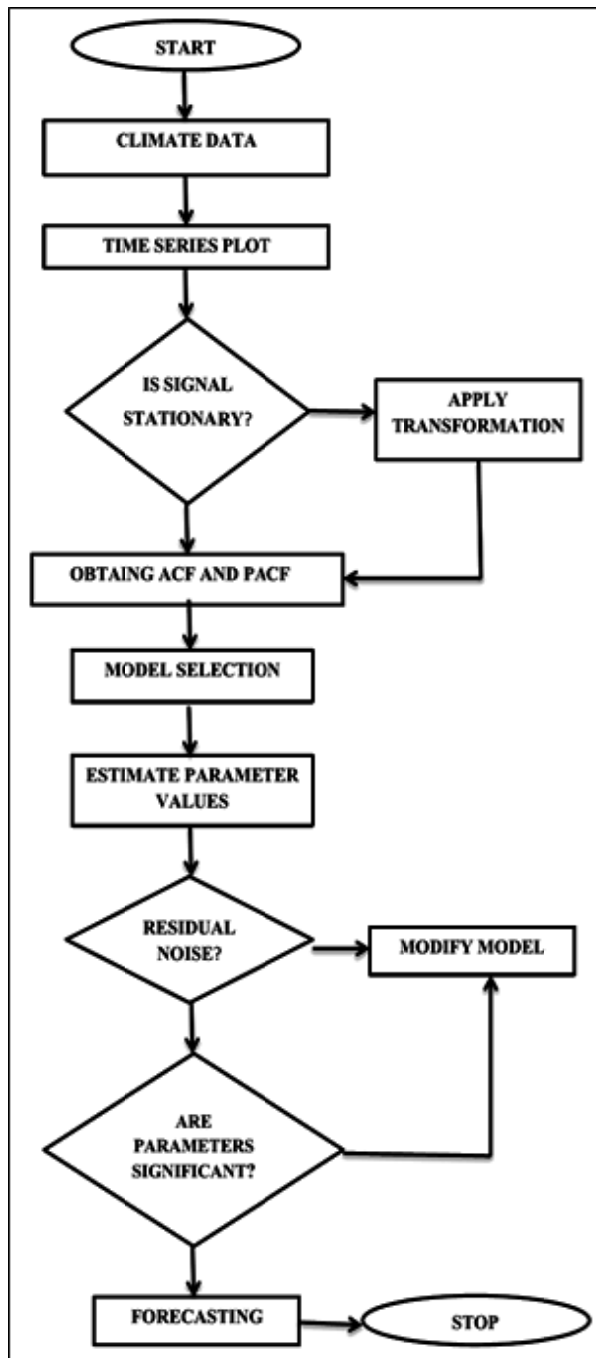 START
CLIMATE DATA
TIME SERIES PLOT
IS SIGNAL
STATIONARY?
APPLY
TRANSFORMATION
OBTAING ACF AND PACF
MODEL SELECTION
ESTIMATE PARAMETER
VALUES
RESIDUAL
NOISE?
MODIFY MODEL
ARE
PARAMETERS
SIGNIFICANT?
FORECASTING
STOP